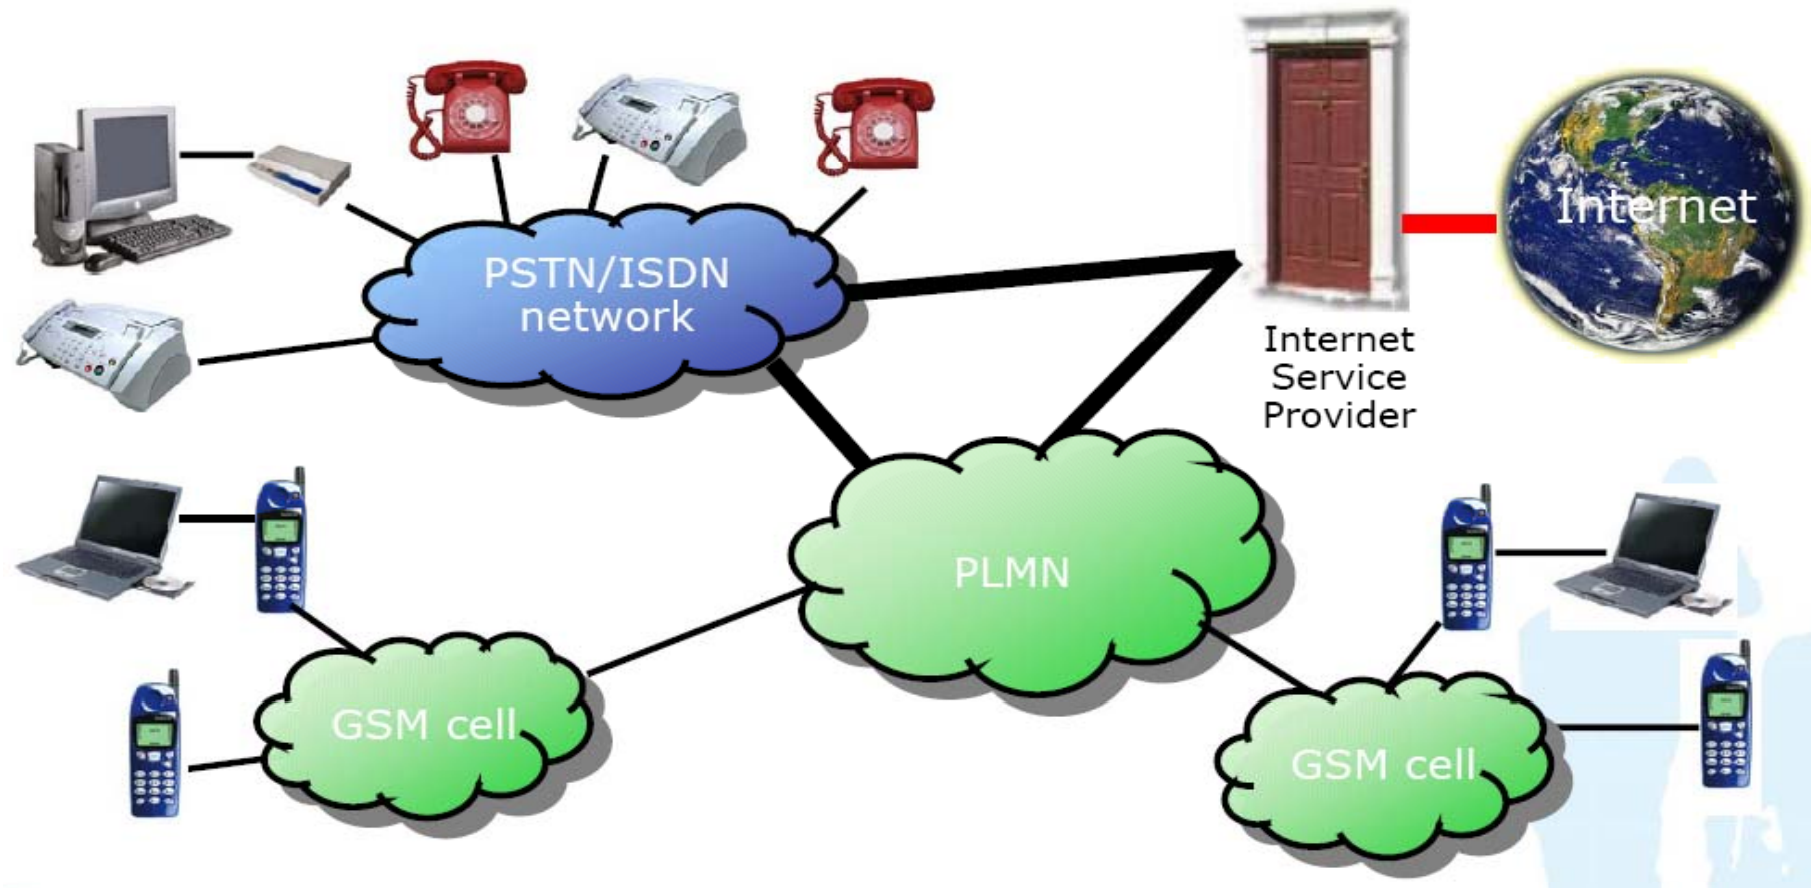 PSTN/ISDN
network
Internet
Internet
Service
Provider
PLMN
GSM cell
GSM cell